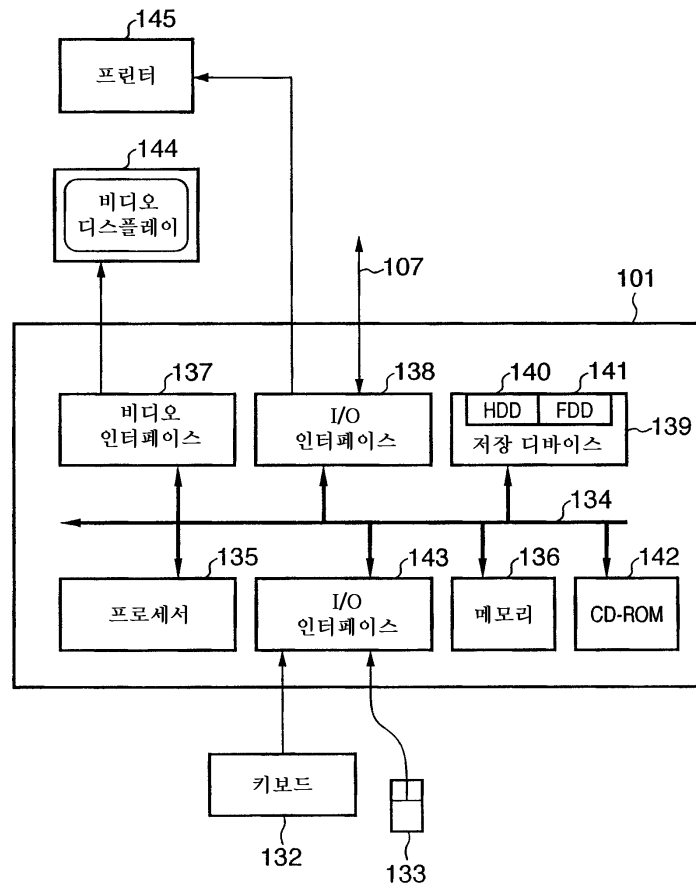 145
프린터
144
비디오
디스플레이
107
101
137
비디오
인터페이스
138
I/O
인터페이스
140
141
HDD
FDD
저장 디바이스
139
134
135
프로세서
143
I/O
인터페이스
136
메모리
142
CD-ROM
키보드
132
133